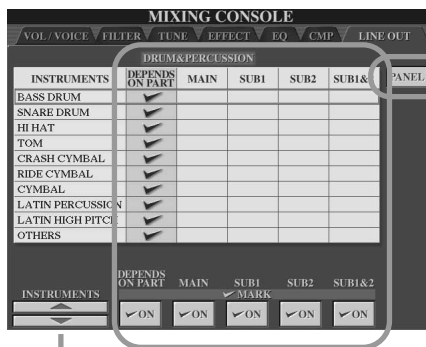 MIXING CONSOLE
VOL / VOICE FILTER TUNE EFFECT EQ CMP LINE OUT
DRUM&PERCUSSION
INSTRUMENTS DEPENDS ON PART MAIN SUB1 SUB2 SUB1& PANEL
BASS DRUM
SNARE DRUM
HI HAT
TOM
CRASH CYMBAL
RIDE CYMBAL
CYMBAL
LATIN PERCUSSION
LATIN HIGH PITCH
OTHERS
DEPENDS ON PART MAIN SUB1 SUB2 SUB1&2
INSTRUMENTS MARK
ON ON ON ON ON